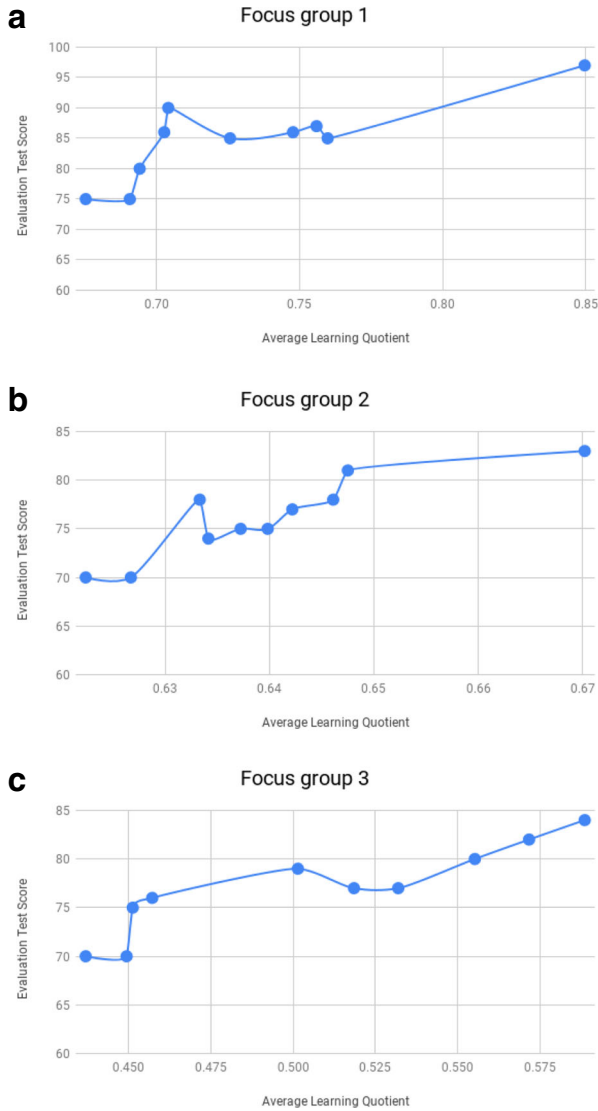 a
Focus group 1
Evaluation Test Score
100
95
90
85
80
75
70
65
60
0.70 0.75 0.80 0.85
Average Learning Quotient
b
Focus group 2
Evaluation Test Score
85
80
75
70
65
60
0.63 0.64 0.65 0.66 0.67
Average Learning Quotient
c
Focus group 3
Evaluation Test Score
85
80
75
70
65
60
0.450 0.475 0.500 0.525 0.550 0.575
Average Learning Quotient